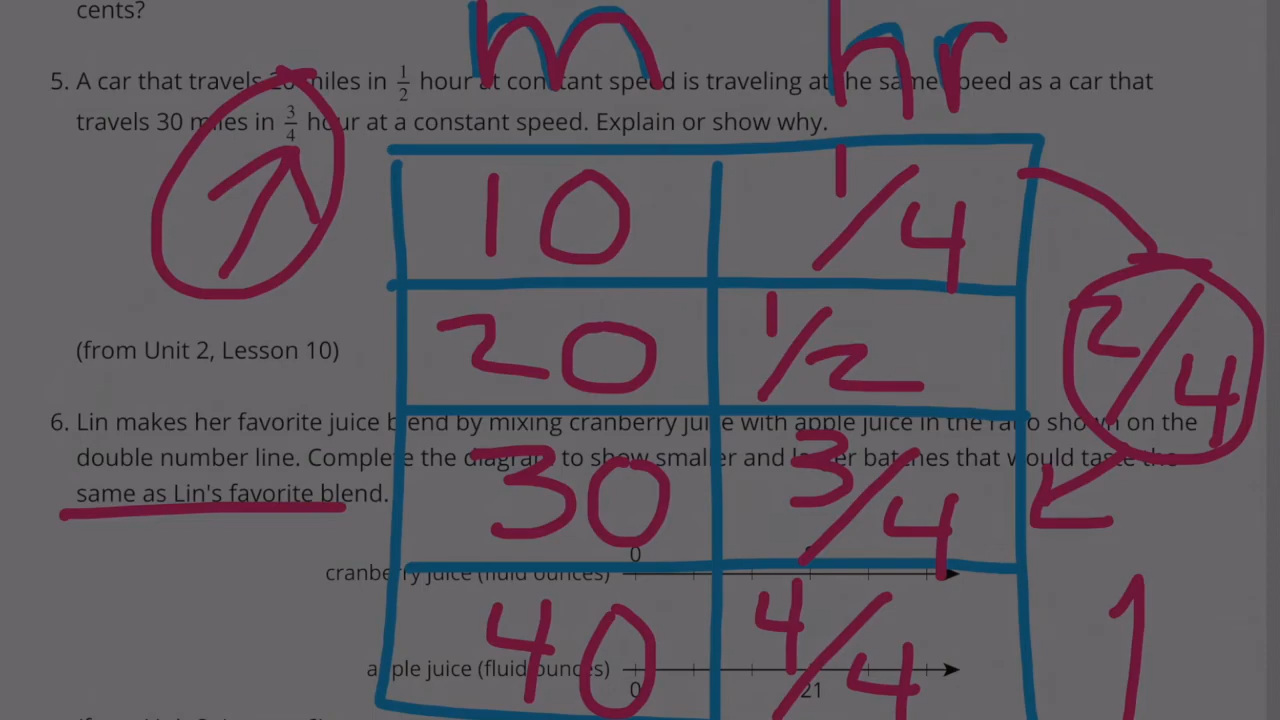 cents?
m hr
5. A car that travels 20 miles in 1/2 hour at constant speed is traveling at the same speed as a car that
travels 30 miles in 3/4 hour at a constant speed. Explain or show why.
10 1/4
20 1/2 2/4
(from Unit 2, Lesson 10)
6. Lin makes her favorite juice blend by mixing cranberry juice with apple juice in the ratio shown on the
double number line. Complete the diagram to show smaller and larger batches that would taste the
same as Lin's favorite blend.
30 3/4
0
cranberry juice (fluid ounces)
40 4/4 1
apple juice (fluid ounces)
0 21